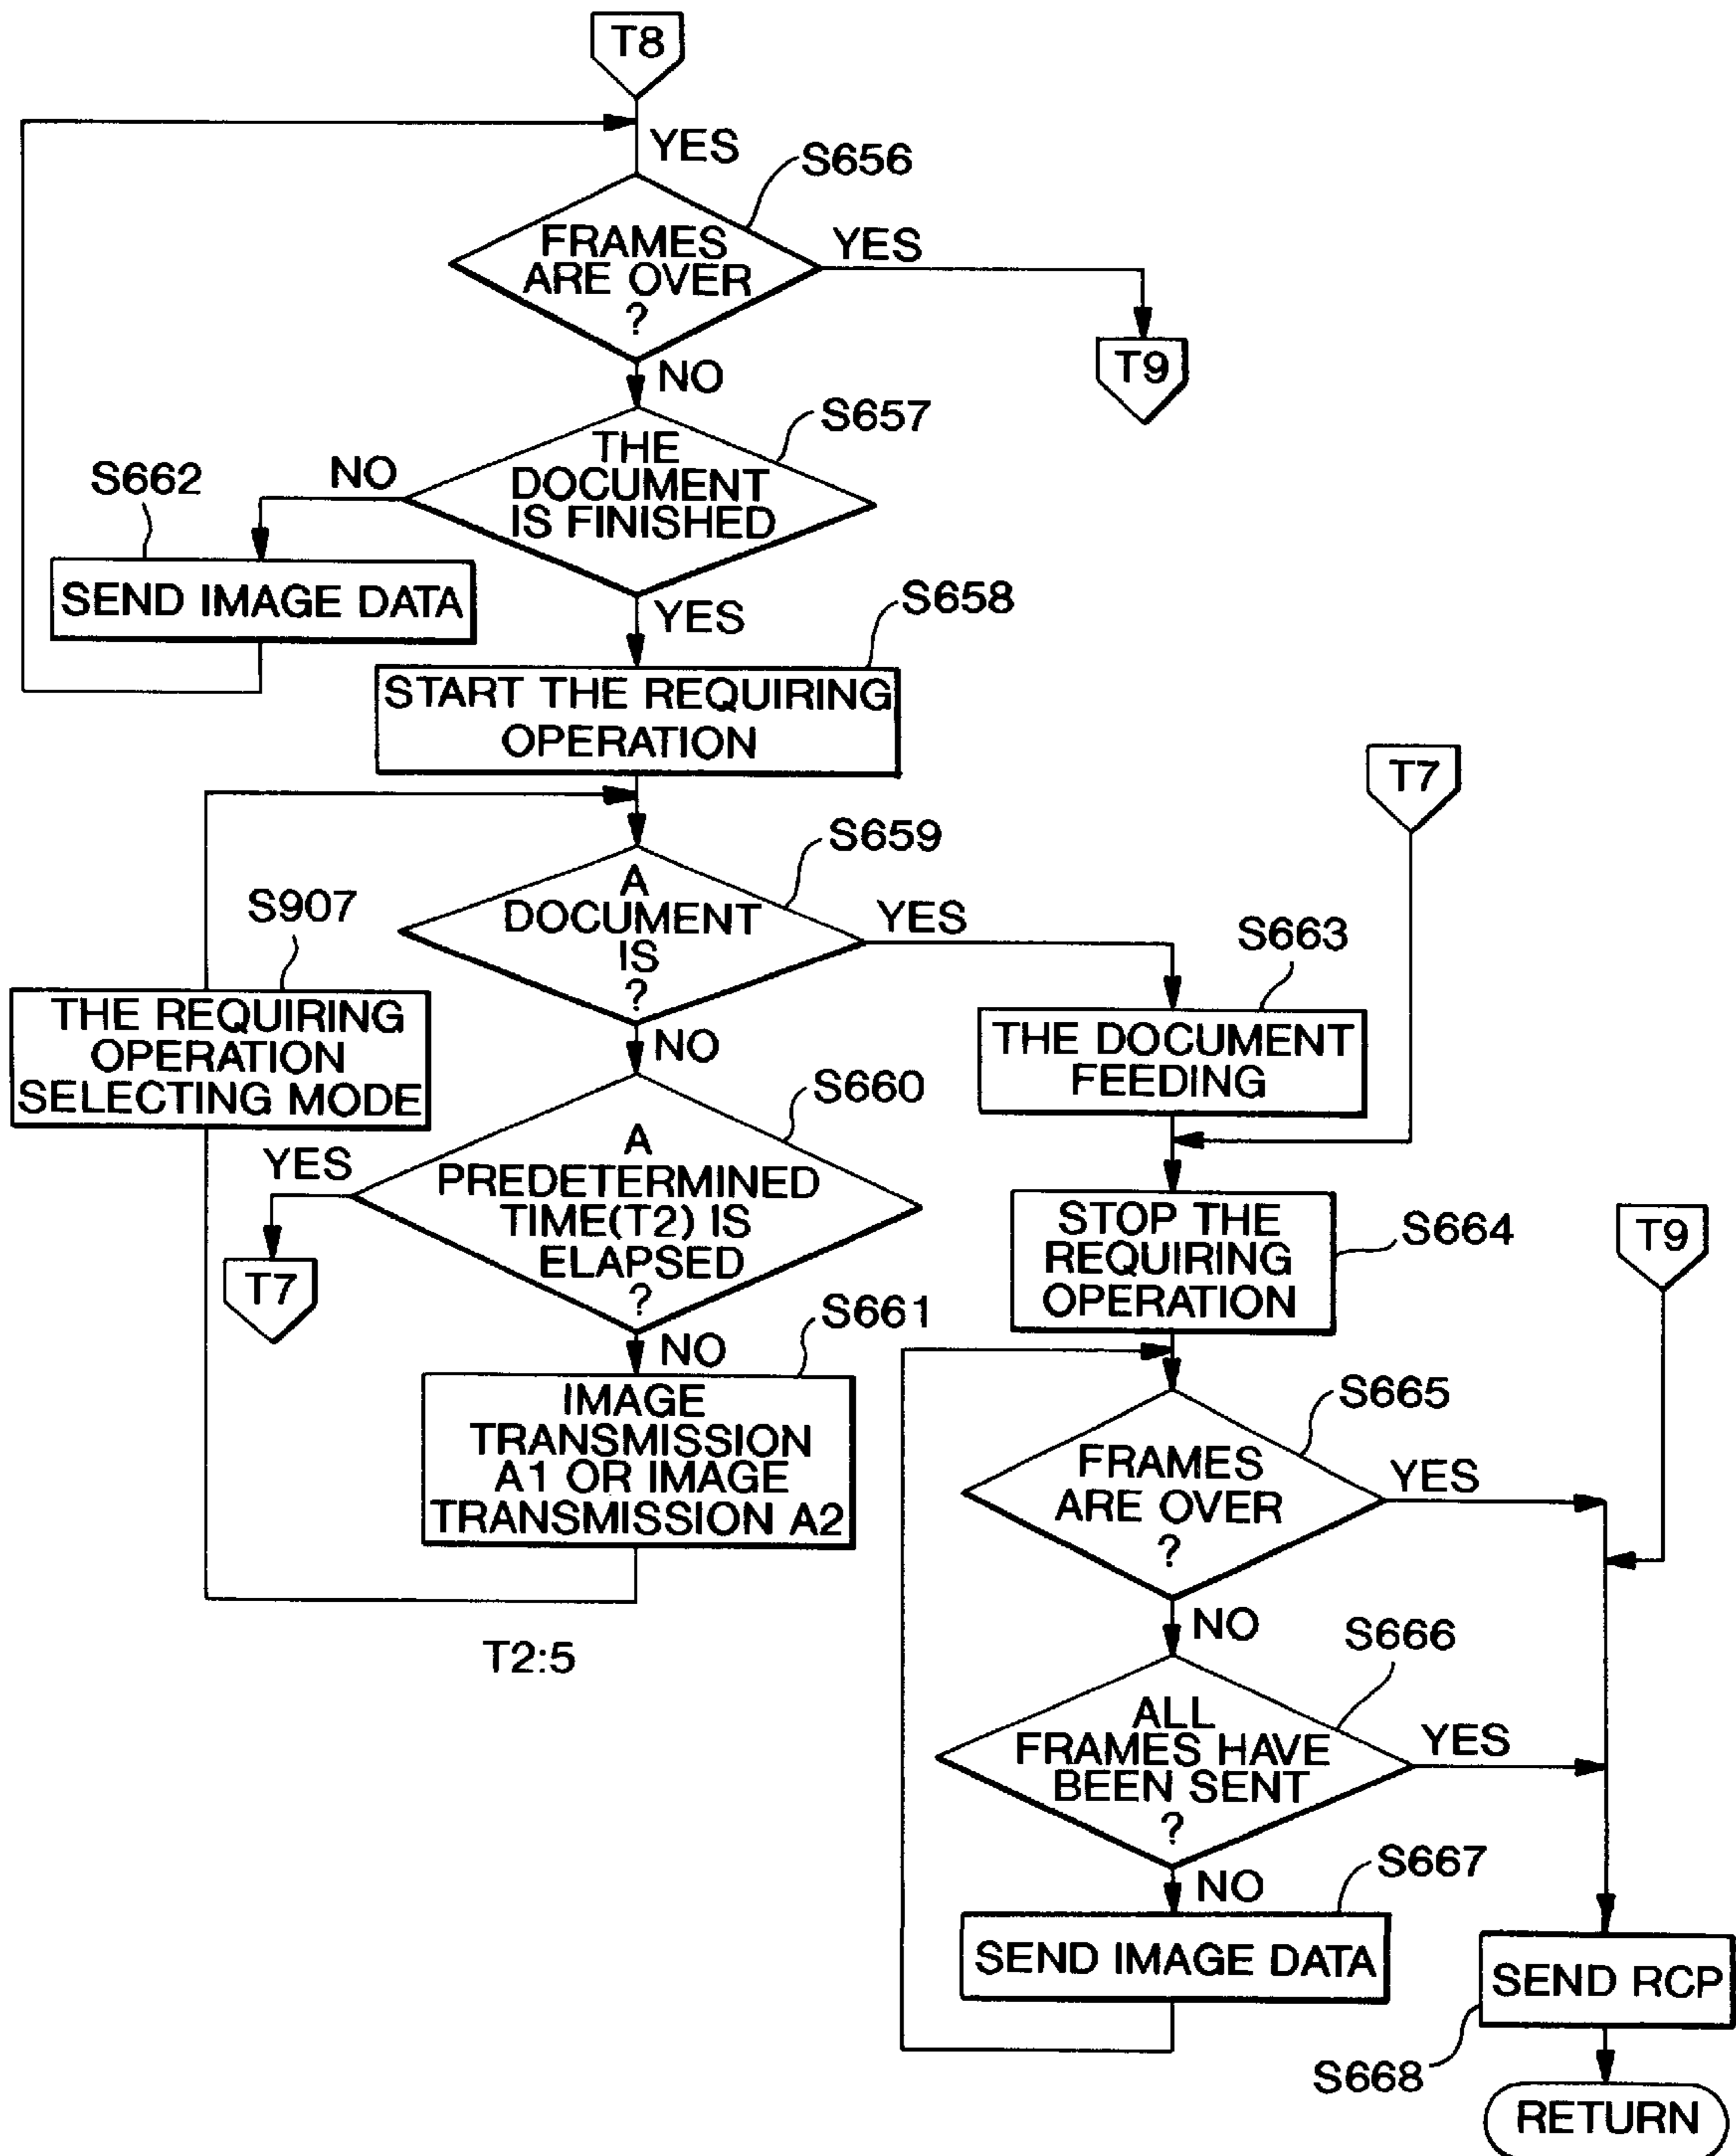 T8
YES
S656
FRAMES
ARE OVER
?
YES
T9
NO
S657
THE
DOCUMENT
IS FINISHED
NO
S662
SEND IMAGE DATA
YES
S658
START THE REQUIRING
OPERATION
T7
S659
A
DOCUMENT
IS
?
YES
S907
THE REQUIRING
OPERATION
SELECTING MODE
S663
THE DOCUMENT
FEEDING
NO
S660
A
PREDETERMINED
TIME(T2) IS
ELAPSED
?
YES
T7
STOP THE
REQUIRING
OPERATION
S664
T9
NO
S661
IMAGE
TRANSMISSION
A1 OR IMAGE
TRANSMISSION A2
T2:5
S665
FRAMES
ARE OVER
?
YES
NO
S666
ALL
FRAMES HAVE
BEEN SENT
?
YES
NO
S667
SEND IMAGE DATA
SEND RCP
S668
RETURN